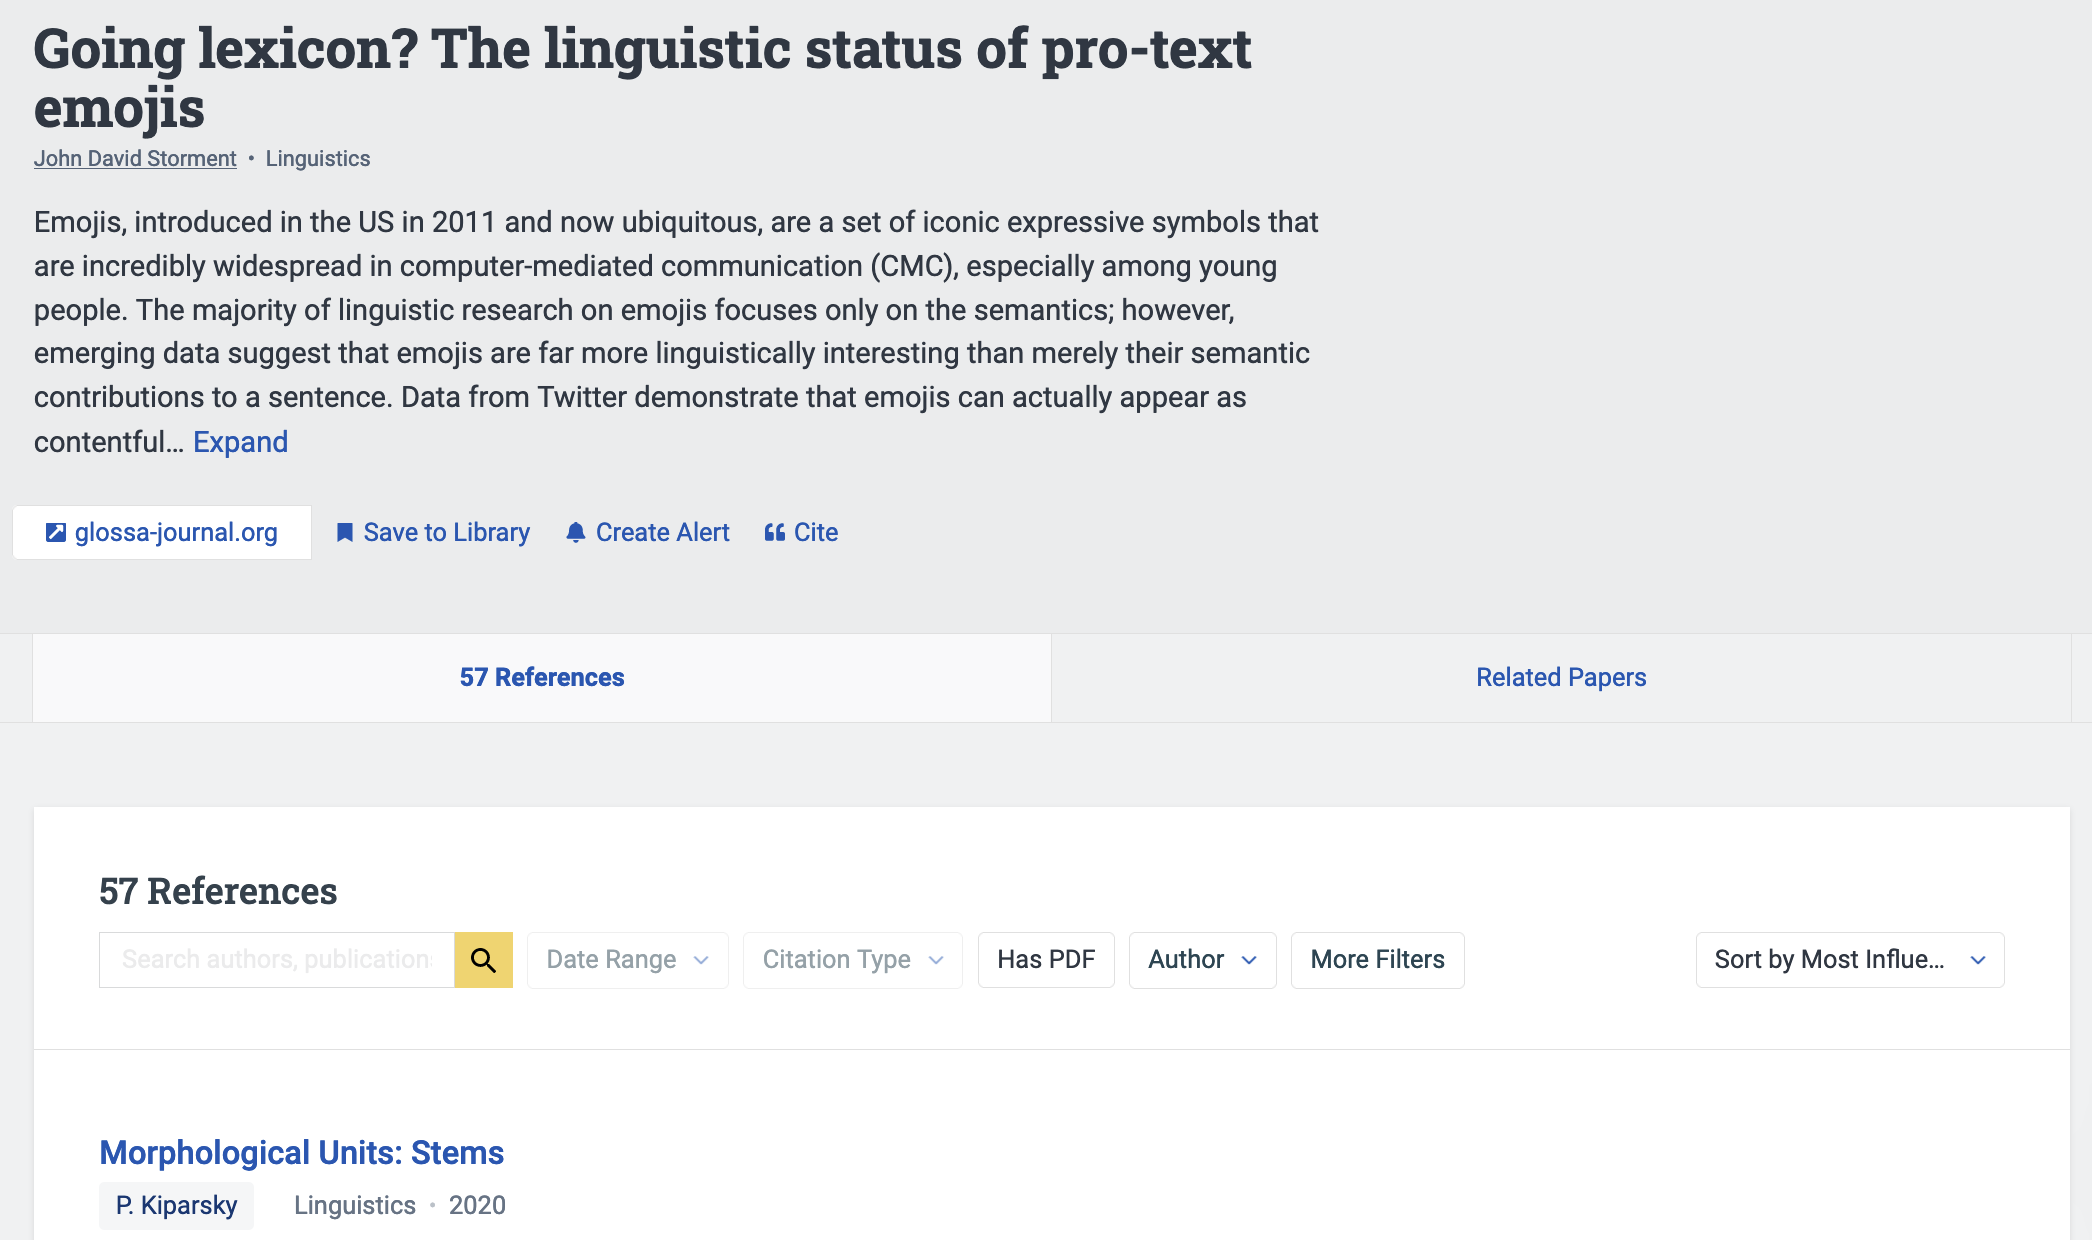 Going lexicon? The linguistic status of pro-text
emojis
John David Storment • Linguistics
Emojis, introduced in the US in 2011 and now ubiquitous, are a set of iconic expressive symbols that
are incredibly widespread in computer-mediated communication (CMC), especially among young
people. The majority of linguistic research on emojis focuses only on the semantics; however,
emerging data suggest that emojis are far more linguistically interesting than merely their semantic
contributions to a sentence. Data from Twitter demonstrate that emojis can actually appear as
contentful… Expand
glossa-journal.org Save to Library Create Alert Cite
57 References Related Papers
57 References
Search authors, publication Date Range Citation Type Has PDF Author More Filters Sort by Most Influe…
Morphological Units: Stems
P. Kiparsky Linguistics • 2020